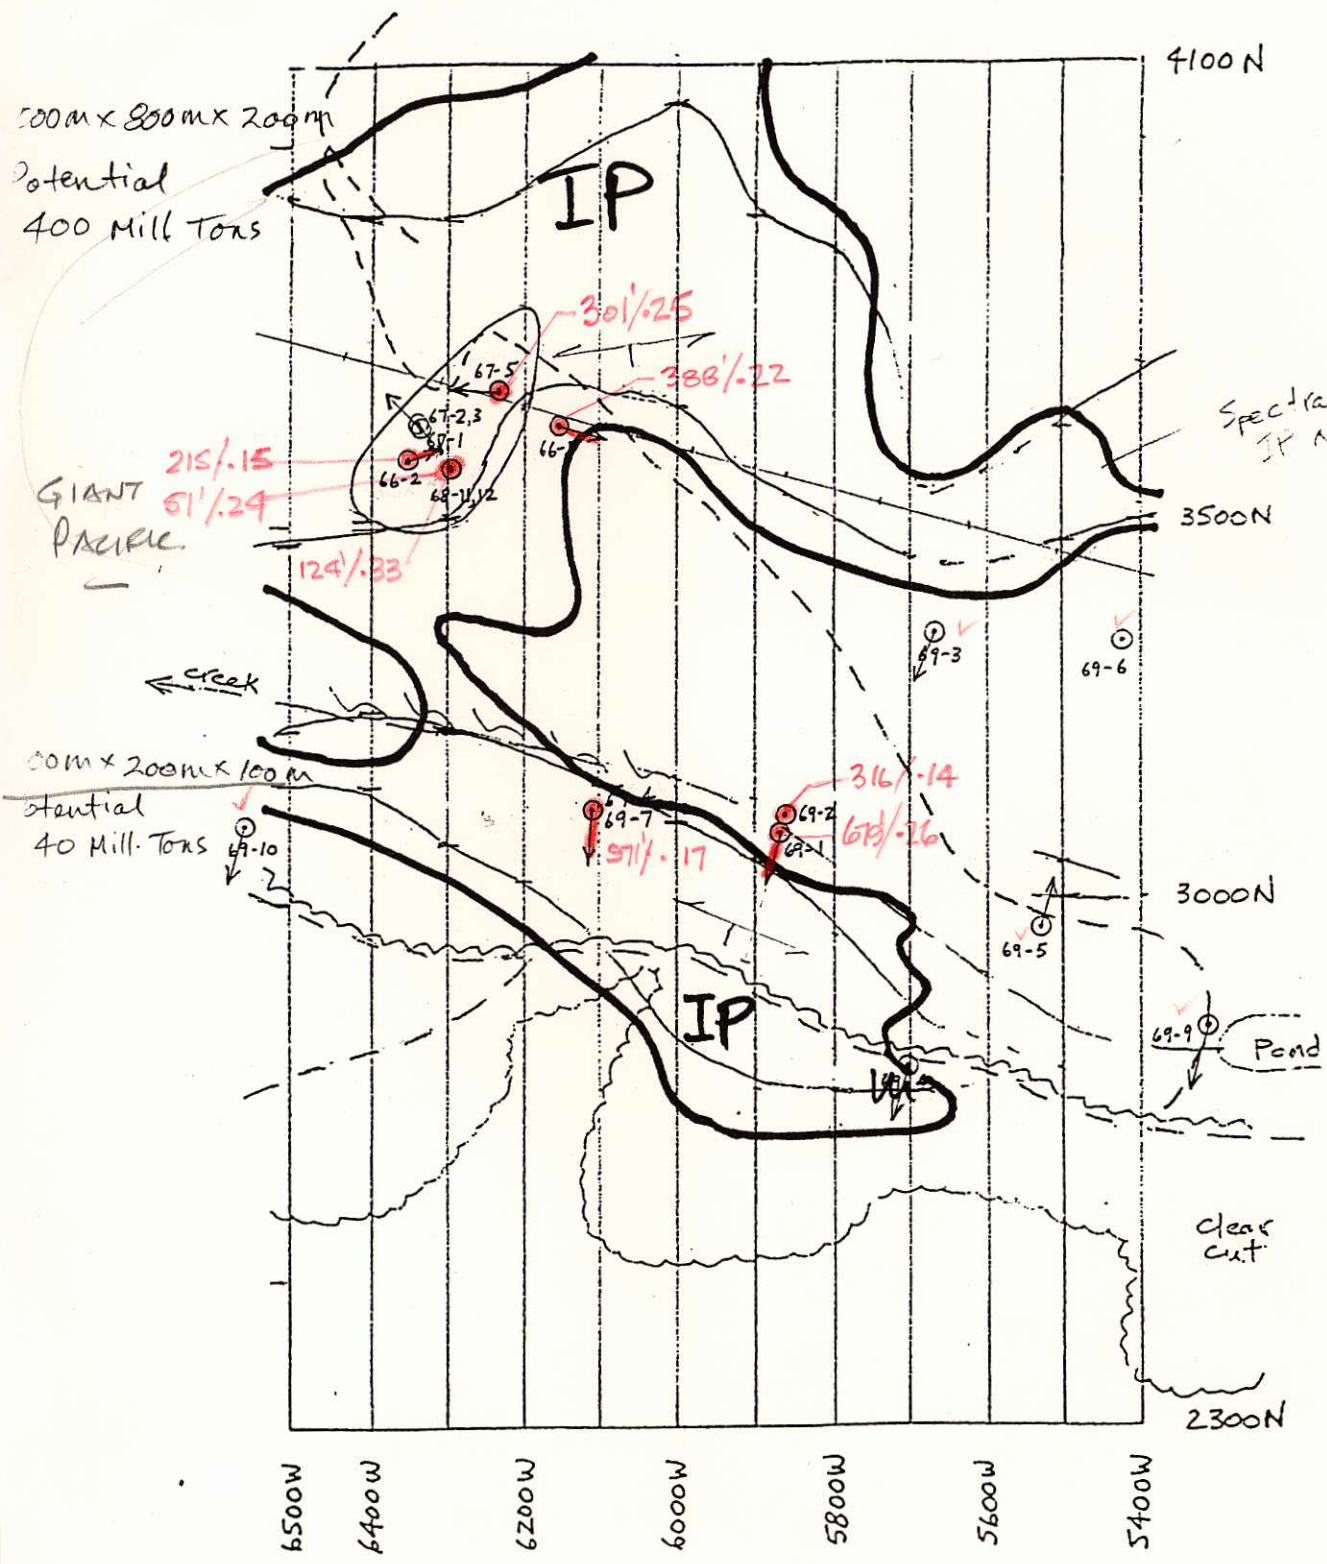 4100N
00m x 800m x 200m
Potential
400 Mill Tons
IP
301'/.25
67-5
388'/.22
67-2,3
68-1
66-
215/.15
66-2
68-11,12
51'/.24
GIANT
PACIFIC
124'/.33
Spectra
IP
3500N
69-3
69-6
creek
00m x 200m x 100m
otential
40 Mill. Tons
69-10
316/.14
69-2
69-7
69-1
971'/.17
3000N
69-5
IP
69-9
Pond
Clear
cut
2300N
6500W
6400W
6200W
6000W
5800W
5600W
5400W